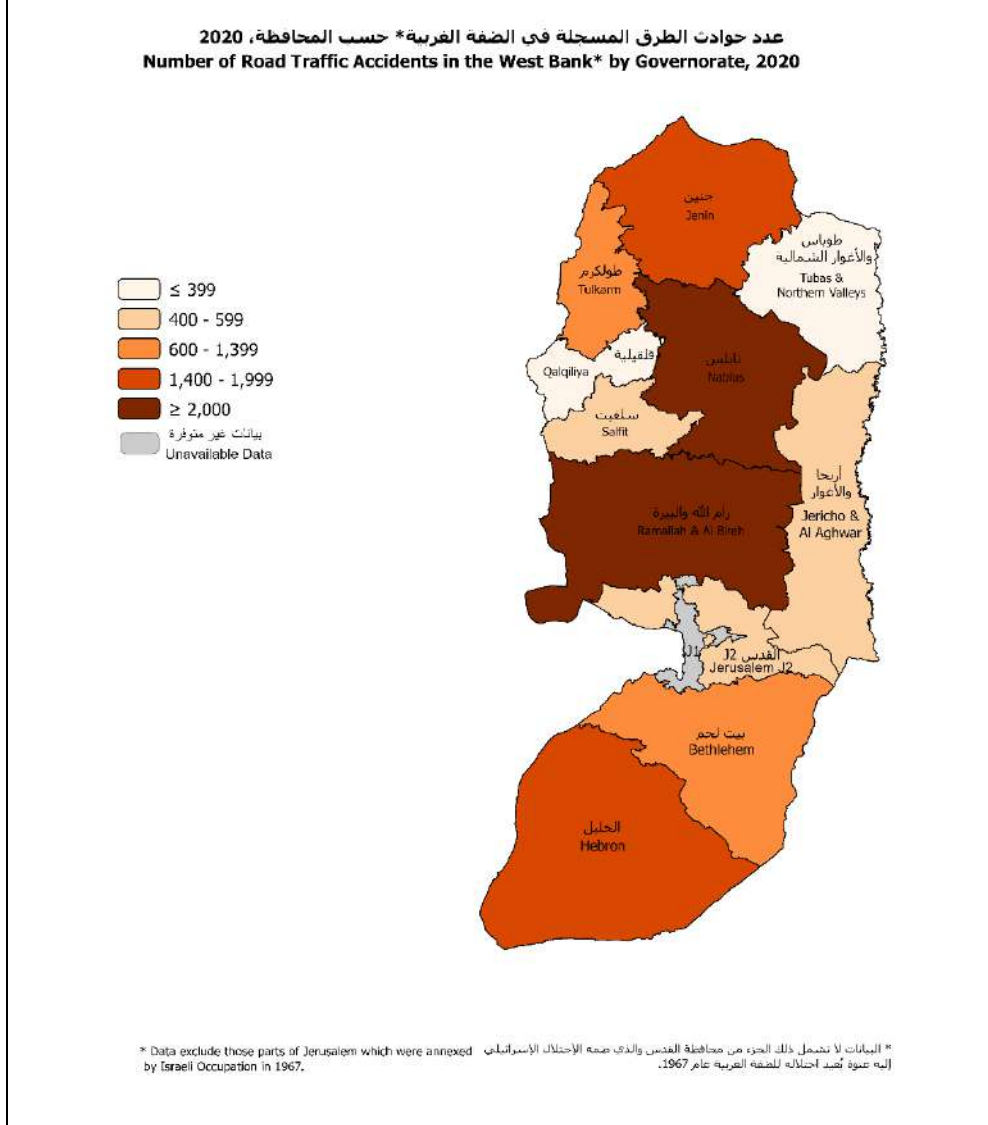 عدد حوادث الطرق المسجلة في الضفة الغربية* حسب المحافظة، 2020
Number of Road Traffic Accidents in the West Bank* by Governorate, 2020
جنين
Jenin
طوباس
والأغوار الشمالية
Tubas &
Northern Valleys
طولكرم
Tulkarm
≤ 399
400 - 599
600 - 1,399
1,400 - 1,999
≥ 2,000
بيانات غير متوفرة
Unavailable Data
قلقيلية
Qalqiliya
نابلس
Nablus
سلفيت
Salfit
أريحا
والأغوار
Jericho &
Al Aghwar
رام الله والبيرة
Ramallah & Al Bireh
J1
القدس J2
Jerusalem J2
بيت لحم
Bethlehem
الخليل
Hebron
* البيانات لا تشمل ذلك الجزء من محافظة القدس والذي ضمه الإحتلال الإسرائيلي
إليه عنوة بُعيد احتلاله للضفة الغربية عام 1967.
* Data exclude those parts of Jerusalem which were annexed
by Israeli Occupation in 1967.